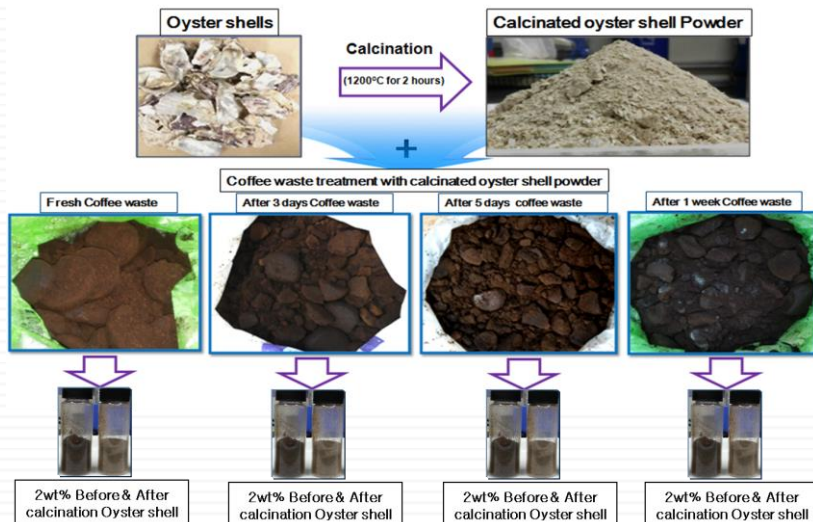 Oyster shells
Calcinated oyster shell Powder
Calcination
(1200°C for 2 hours)
+
Coffee waste treatment with calcinated oyster shell powder
Fresh Coffee waste
After 3 days Coffee waste
After 5 days coffee waste
After 1 week Coffee waste
2wt% Before & After
calcination Oyster shell
2wt% Before & After
calcination Oyster shell
2wt% Before & After
calcination Oyster shell
2wt% Before & After
calcination Oyster shell